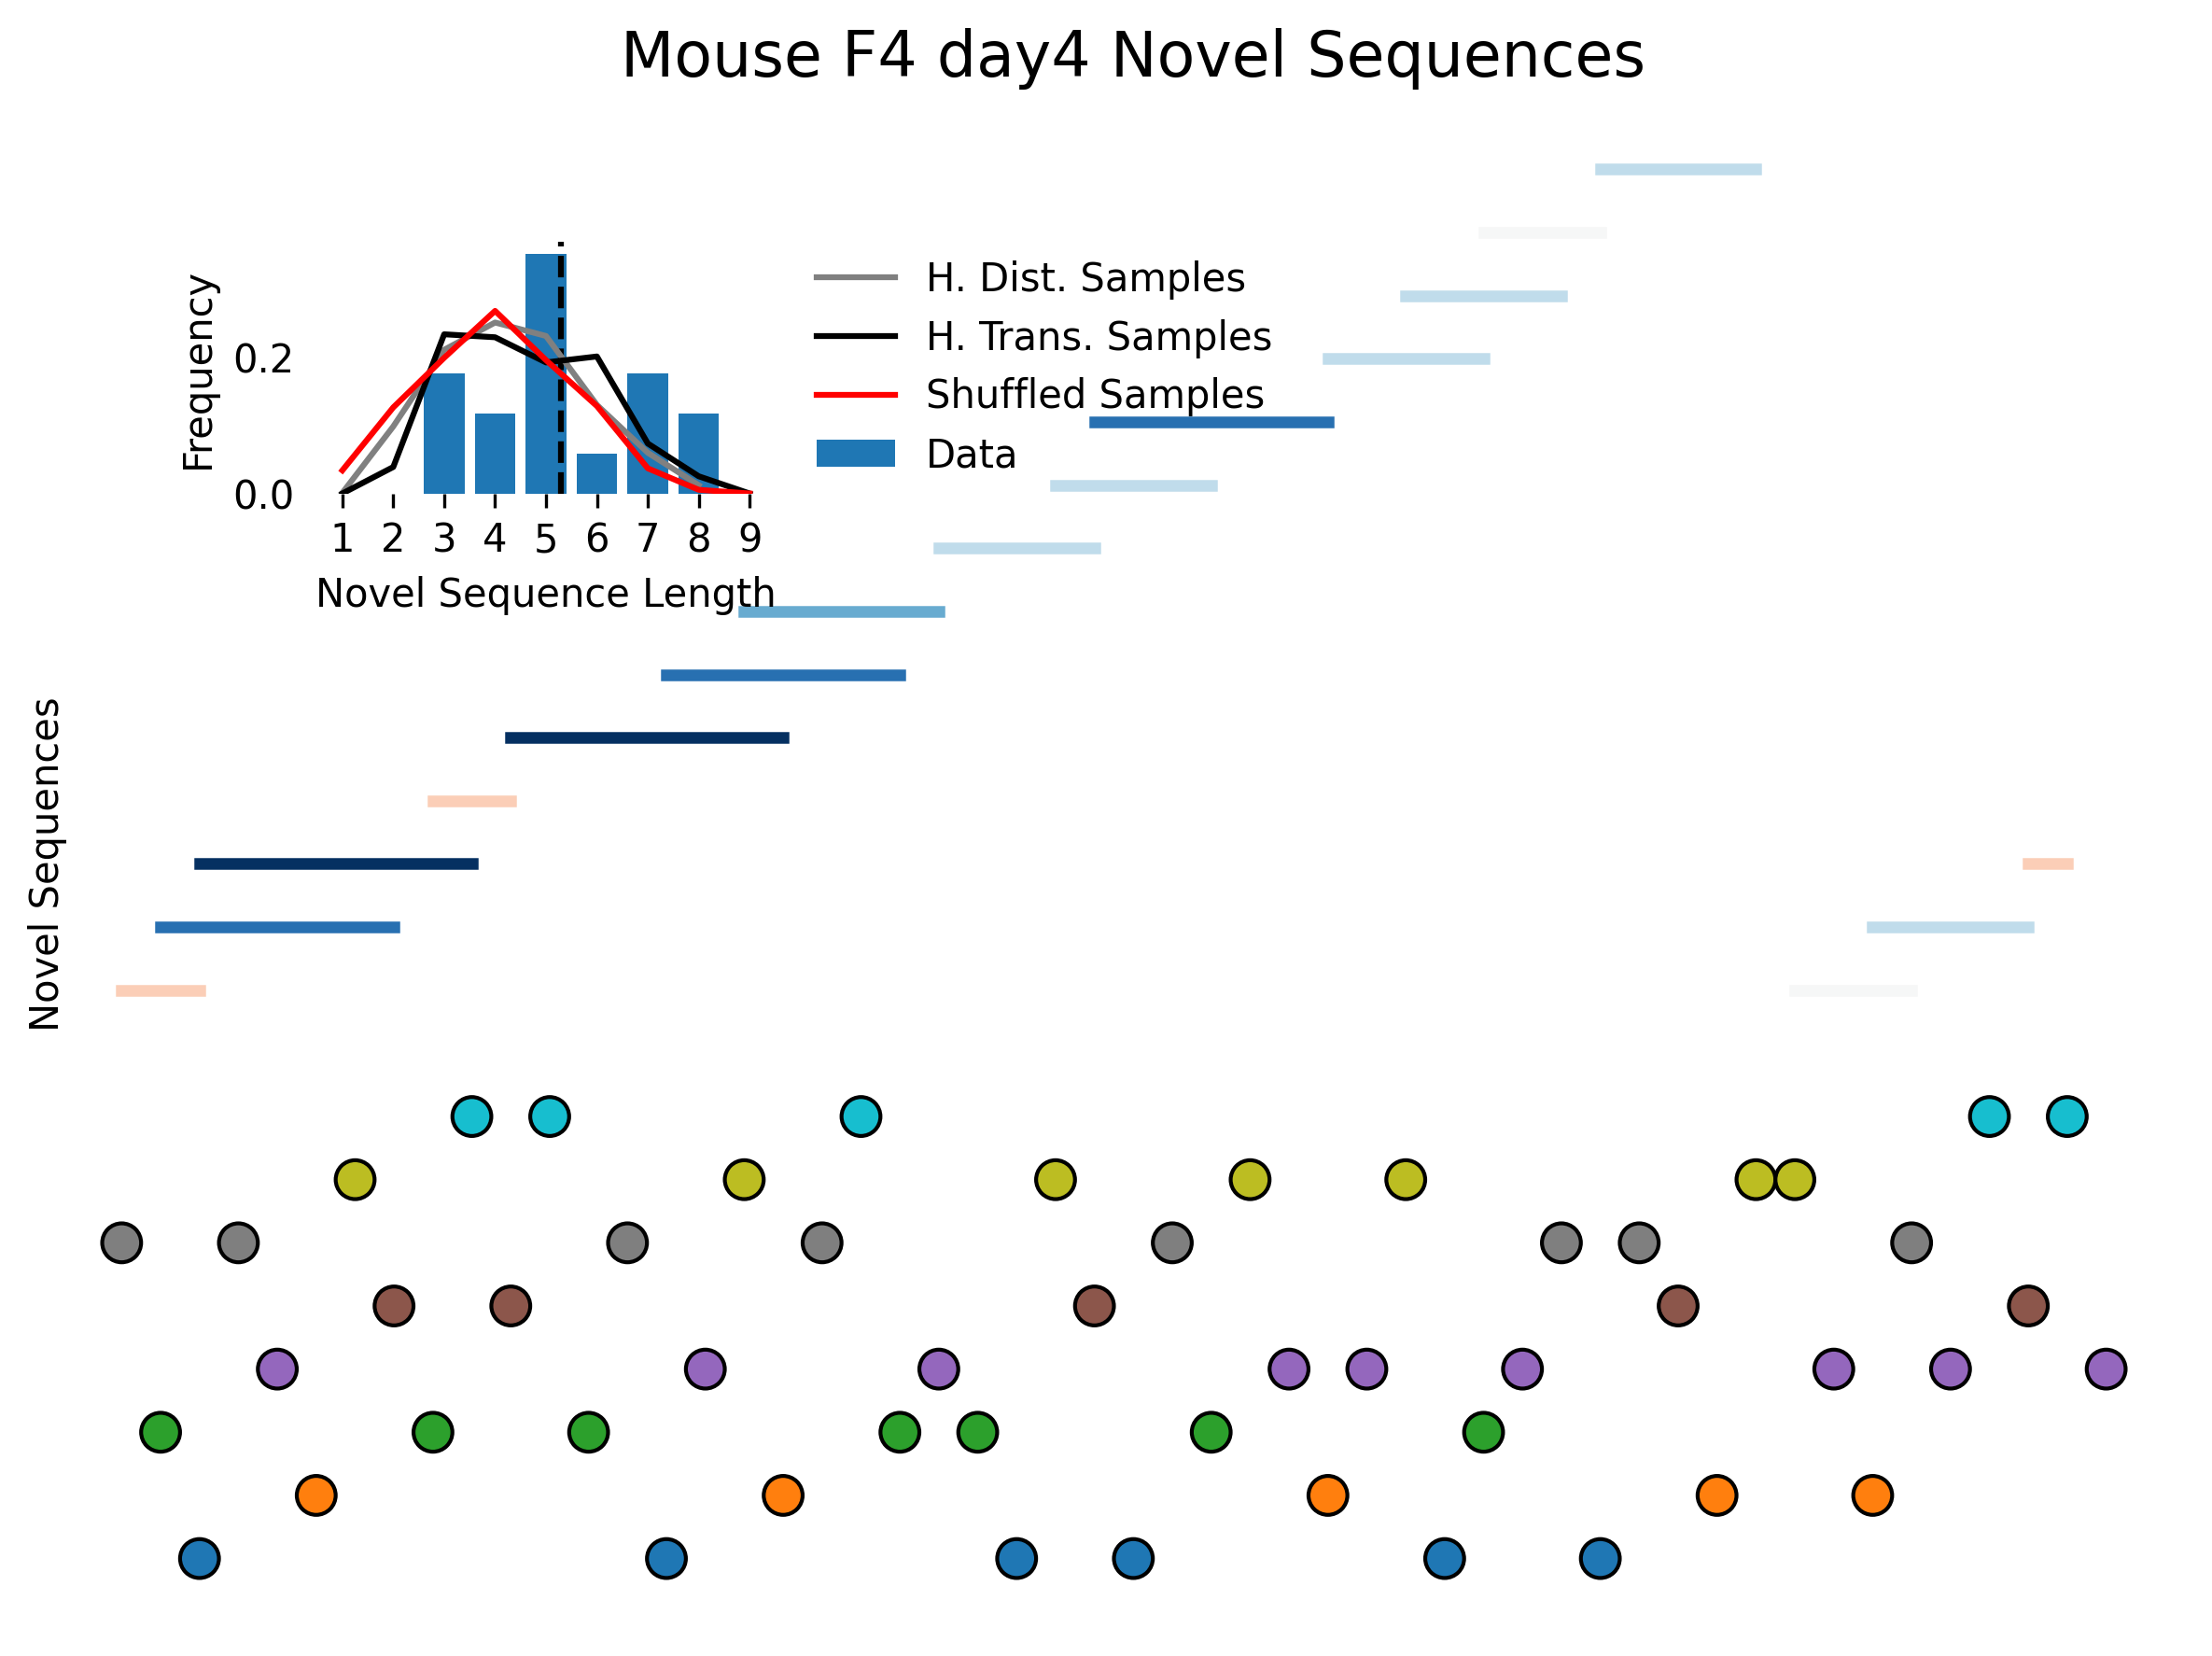 Mouse F4 day4 Novel Sequences
Frequency
0.2
0.0
1 2 3 4 5 6 7 8 9
Novel Sequence Length
H. Dist. Samples
H. Trans. Samples
Shuffled Samples
Data
Novel Sequences